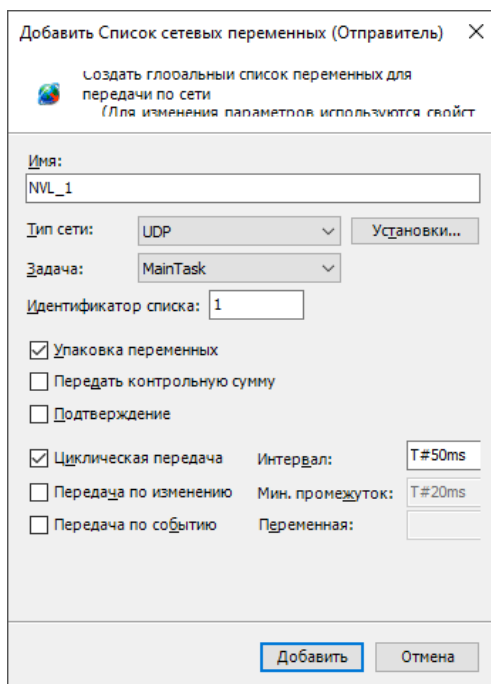 Добавить Список сетевых переменных (Отправитель)
Создать глобальный список переменных для
передачи по сети
(Для изменения параметров используются свойст
Имя:
NVL_1
Тип сети: UDP Установки...
Задача: MainTask
Идентификатор списка: 1
Упаковка переменных
Передать контрольную сумму
Подтверждение
Циклическая передача Интервал: T#50ms
Передача по изменению Мин. промежуток: T#20ms
Передача по событию Переменная:
Добавить Отмена